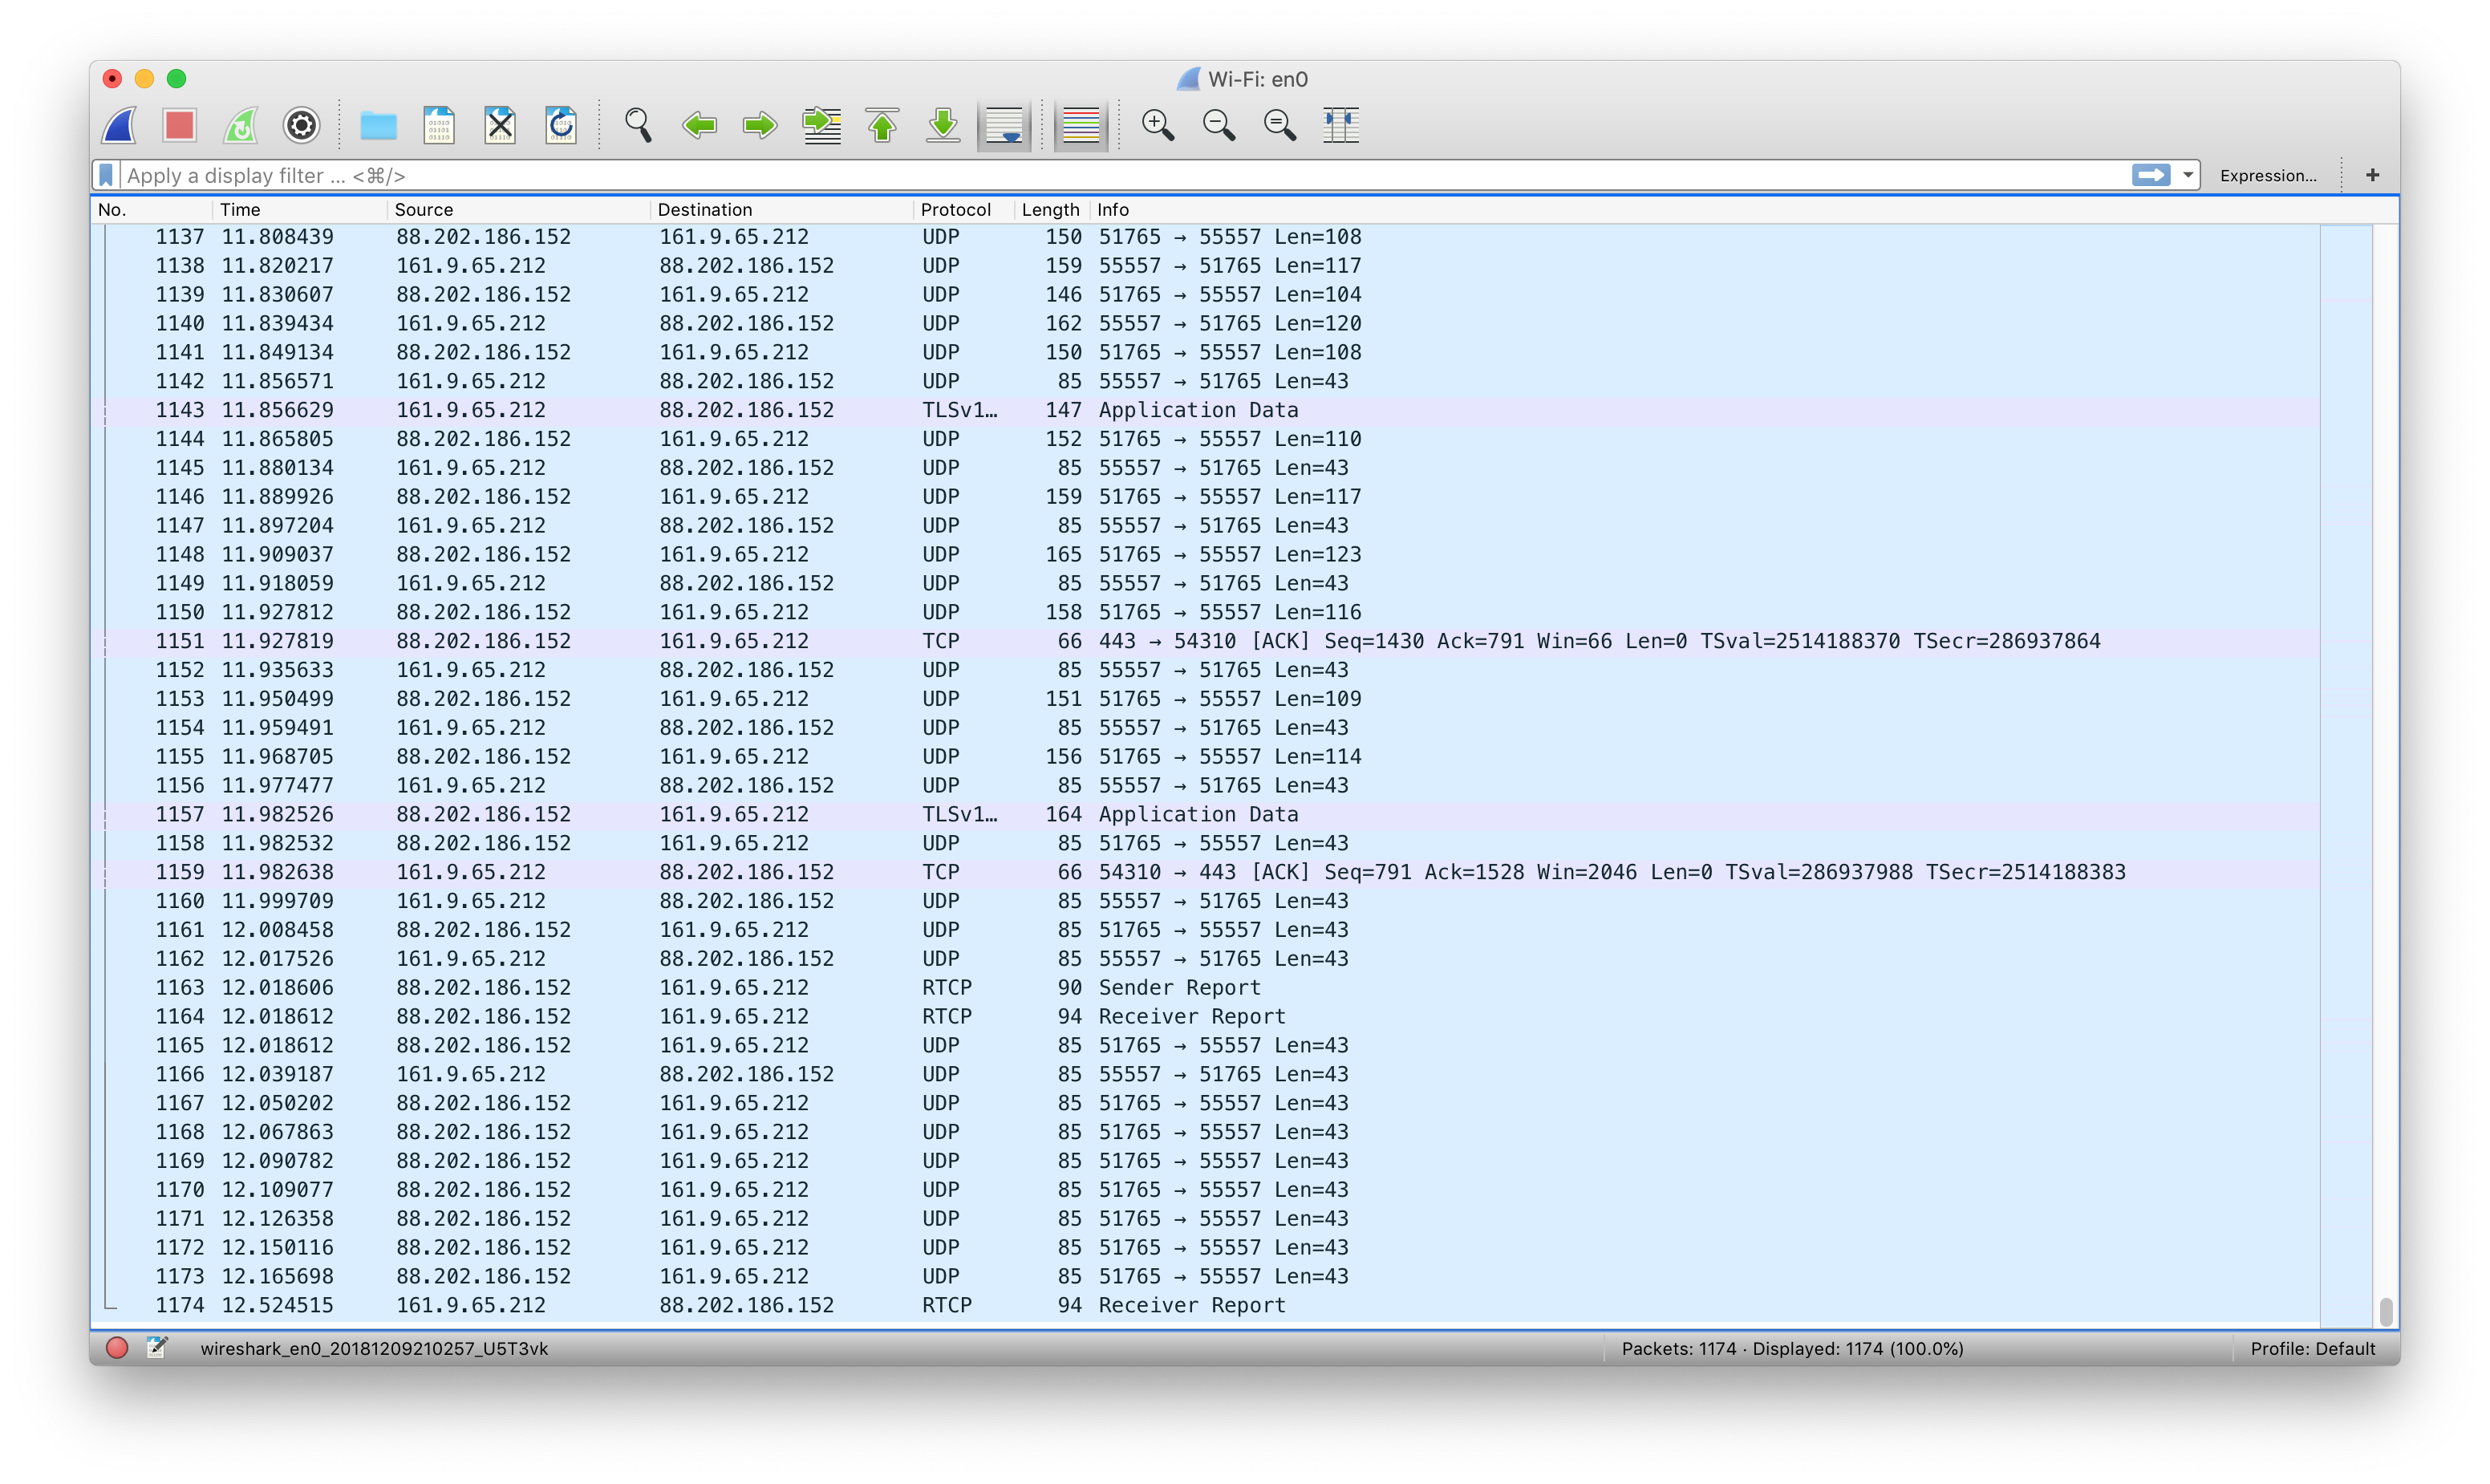 Wi-Fi: en0
Apply a display filter ... <⌘/>
Expression...
+
No. Time Source Destination Protocol Length Info
1137 11.808439 88.202.186.152 161.9.65.212 UDP 150 51765 → 55557 Len=108
1138 11.820217 161.9.65.212 88.202.186.152 UDP 159 55557 → 51765 Len=117
1139 11.830607 88.202.186.152 161.9.65.212 UDP 146 51765 → 55557 Len=104
1140 11.839434 161.9.65.212 88.202.186.152 UDP 162 55557 → 51765 Len=120
1141 11.849134 88.202.186.152 161.9.65.212 UDP 150 51765 → 55557 Len=108
1142 11.856571 161.9.65.212 88.202.186.152 UDP 85 55557 → 51765 Len=43
1143 11.856629 161.9.65.212 88.202.186.152 TLSv1… 147 Application Data
1144 11.865805 88.202.186.152 161.9.65.212 UDP 152 51765 → 55557 Len=110
1145 11.880134 161.9.65.212 88.202.186.152 UDP 85 55557 → 51765 Len=43
1146 11.889926 88.202.186.152 161.9.65.212 UDP 159 51765 → 55557 Len=117
1147 11.897204 161.9.65.212 88.202.186.152 UDP 85 55557 → 51765 Len=43
1148 11.909037 88.202.186.152 161.9.65.212 UDP 165 51765 → 55557 Len=123
1149 11.918059 161.9.65.212 88.202.186.152 UDP 85 55557 → 51765 Len=43
1150 11.927812 88.202.186.152 161.9.65.212 UDP 158 51765 → 55557 Len=116
1151 11.927819 88.202.186.152 161.9.65.212 TCP 66 443 → 54310 [ACK] Seq=1430 Ack=791 Win=66 Len=0 TSval=2514188370 TSecr=286937864
1152 11.935633 161.9.65.212 88.202.186.152 UDP 85 55557 → 51765 Len=43
1153 11.950499 88.202.186.152 161.9.65.212 UDP 151 51765 → 55557 Len=109
1154 11.959491 161.9.65.212 88.202.186.152 UDP 85 55557 → 51765 Len=43
1155 11.968705 88.202.186.152 161.9.65.212 UDP 156 51765 → 55557 Len=114
1156 11.977477 161.9.65.212 88.202.186.152 UDP 85 55557 → 51765 Len=43
1157 11.982526 88.202.186.152 161.9.65.212 TLSv1… 164 Application Data
1158 11.982532 88.202.186.152 161.9.65.212 UDP 85 51765 → 55557 Len=43
1159 11.982638 161.9.65.212 88.202.186.152 TCP 66 54310 → 443 [ACK] Seq=791 Ack=1528 Win=2046 Len=0 TSval=286937988 TSecr=2514188383
1160 11.999709 161.9.65.212 88.202.186.152 UDP 85 55557 → 51765 Len=43
1161 12.008458 88.202.186.152 161.9.65.212 UDP 85 51765 → 55557 Len=43
1162 12.017526 161.9.65.212 88.202.186.152 UDP 85 55557 → 51765 Len=43
1163 12.018606 88.202.186.152 161.9.65.212 RTCP 90 Sender Report
1164 12.018612 88.202.186.152 161.9.65.212 RTCP 94 Receiver Report
1165 12.018612 88.202.186.152 161.9.65.212 UDP 85 51765 → 55557 Len=43
1166 12.039187 161.9.65.212 88.202.186.152 UDP 85 55557 → 51765 Len=43
1167 12.050202 88.202.186.152 161.9.65.212 UDP 85 51765 → 55557 Len=43
1168 12.067863 88.202.186.152 161.9.65.212 UDP 85 51765 → 55557 Len=43
1169 12.090782 88.202.186.152 161.9.65.212 UDP 85 51765 → 55557 Len=43
1170 12.109077 88.202.186.152 161.9.65.212 UDP 85 51765 → 55557 Len=43
1171 12.126358 88.202.186.152 161.9.65.212 UDP 85 51765 → 55557 Len=43
1172 12.150116 88.202.186.152 161.9.65.212 UDP 85 51765 → 55557 Len=43
1173 12.165698 88.202.186.152 161.9.65.212 UDP 85 51765 → 55557 Len=43
1174 12.524515 161.9.65.212 88.202.186.152 RTCP 94 Receiver Report
wireshark_en0_20181209210257_U5T3vk
Packets: 1174 · Displayed: 1174 (100.0%)
Profile: Default